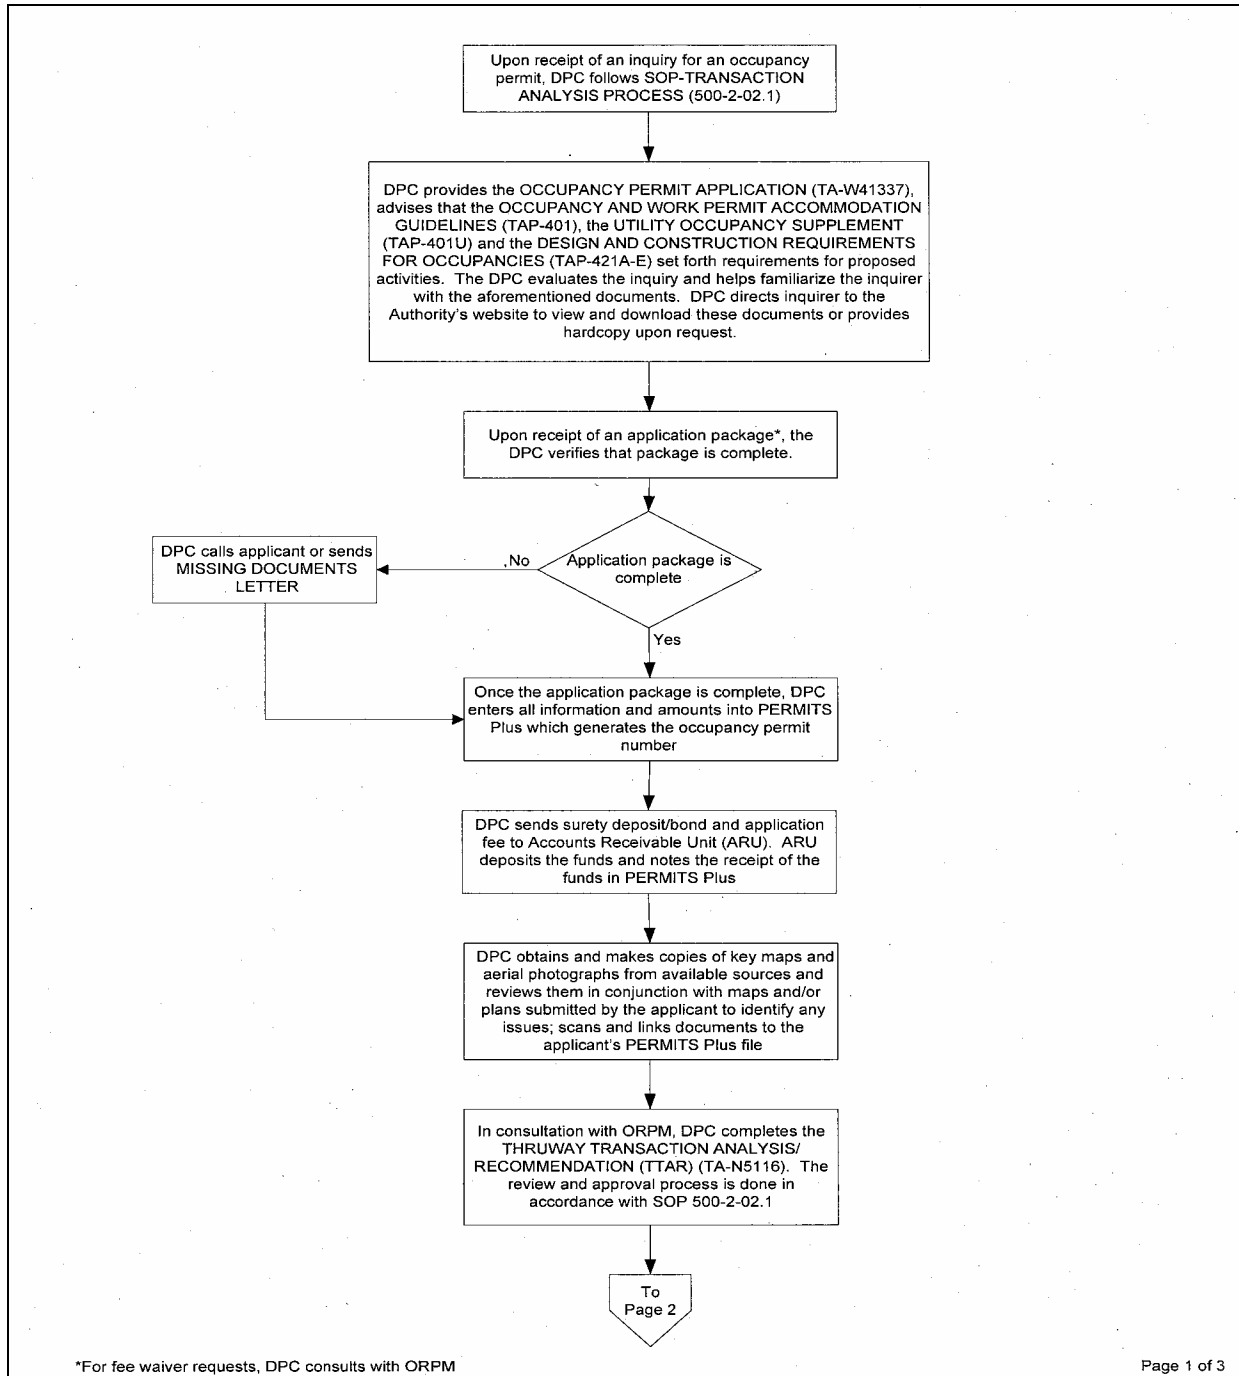 Upon receipt of an inquiry for an occupancy
permit, DPC follows SOP-TRANSACTION
ANALYSIS PROCESS (500-2-02.1)
DPC provides the OCCUPANCY PERMIT APPLICATION (TA-W41337),
advises that the OCCUPANCY AND WORK PERMIT ACCOMMODATION
GUIDELINES (TAP-401), the UTILITY OCCUPANCY SUPPLEMENT
(TAP-401U) and the DESIGN AND CONSTRUCTION REQUIREMENTS
FOR OCCUPANCIES (TAP-421A-E) set forth requirements for proposed
activities. The DPC evaluates the inquiry and helps familiarize the inquirer
with the aforementioned documents. DPC directs inquirer to the
Authority's website to view and download these documents or provides
hardcopy upon request.
Upon receipt of an application package*, the
DPC verifies that package is complete.
Application package is
complete
No
DPC calls applicant or sends
MISSING DOCUMENTS
LETTER
Yes
Once the application package is complete, DPC
enters all information and amounts into PERMITS
Plus which generates the occupancy permit
number
DPC sends surety deposit/bond and application
fee to Accounts Receivable Unit (ARU). ARU
deposits the funds and notes the receipt of the
funds in PERMITS Plus
DPC obtains and makes copies of key maps and
aerial photographs from available sources and
reviews them in conjunction with maps and/or
plans submitted by the applicant to identify any
issues; scans and links documents to the
applicant's PERMITS Plus file
In consultation with ORPM, DPC completes the
THRUWAY TRANSACTION ANALYSIS/
RECOMMENDATION (TTAR) (TA-N5116). The
review and approval process is done in
accordance with SOP 500-2-02.1
To
Page 2
*For fee waiver requests, DPC consults with ORPM
Page 1 of 3